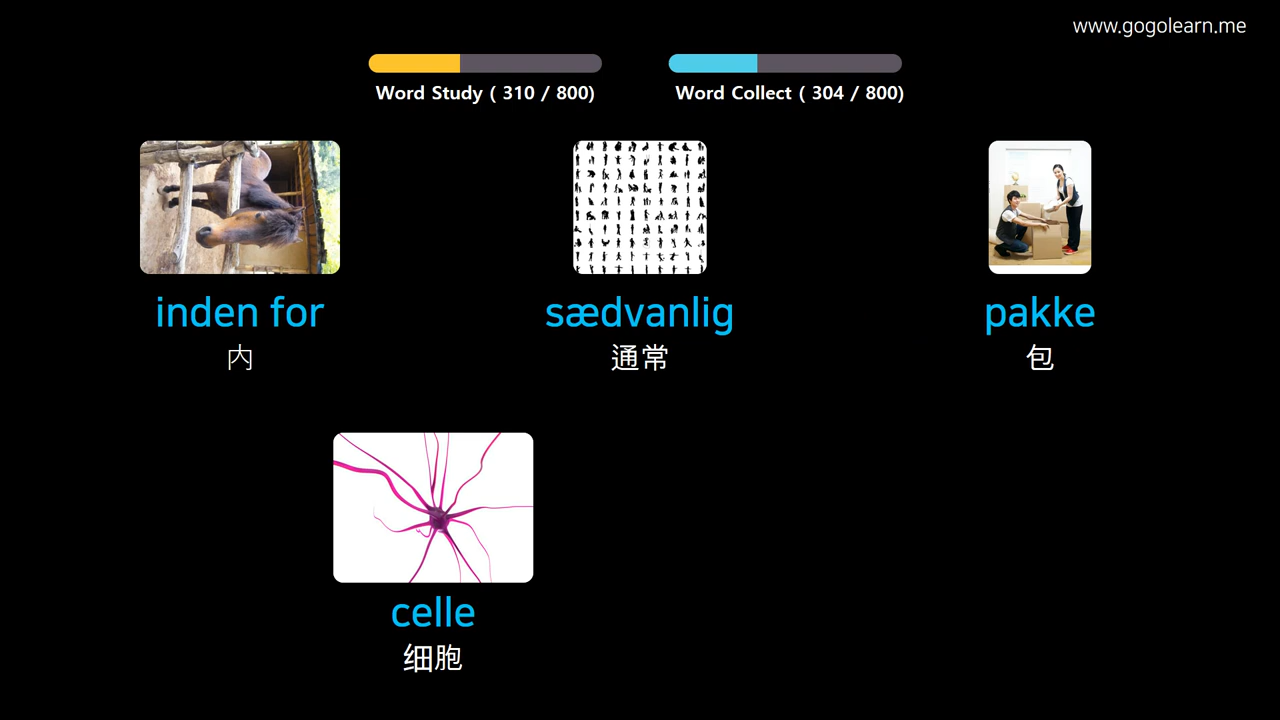 www.gogolearn.me
Word Study ( 310 / 800)
Word Collect ( 304 / 800)
inden for
内
sædvanlig
通常
pakke
包
celle
细胞